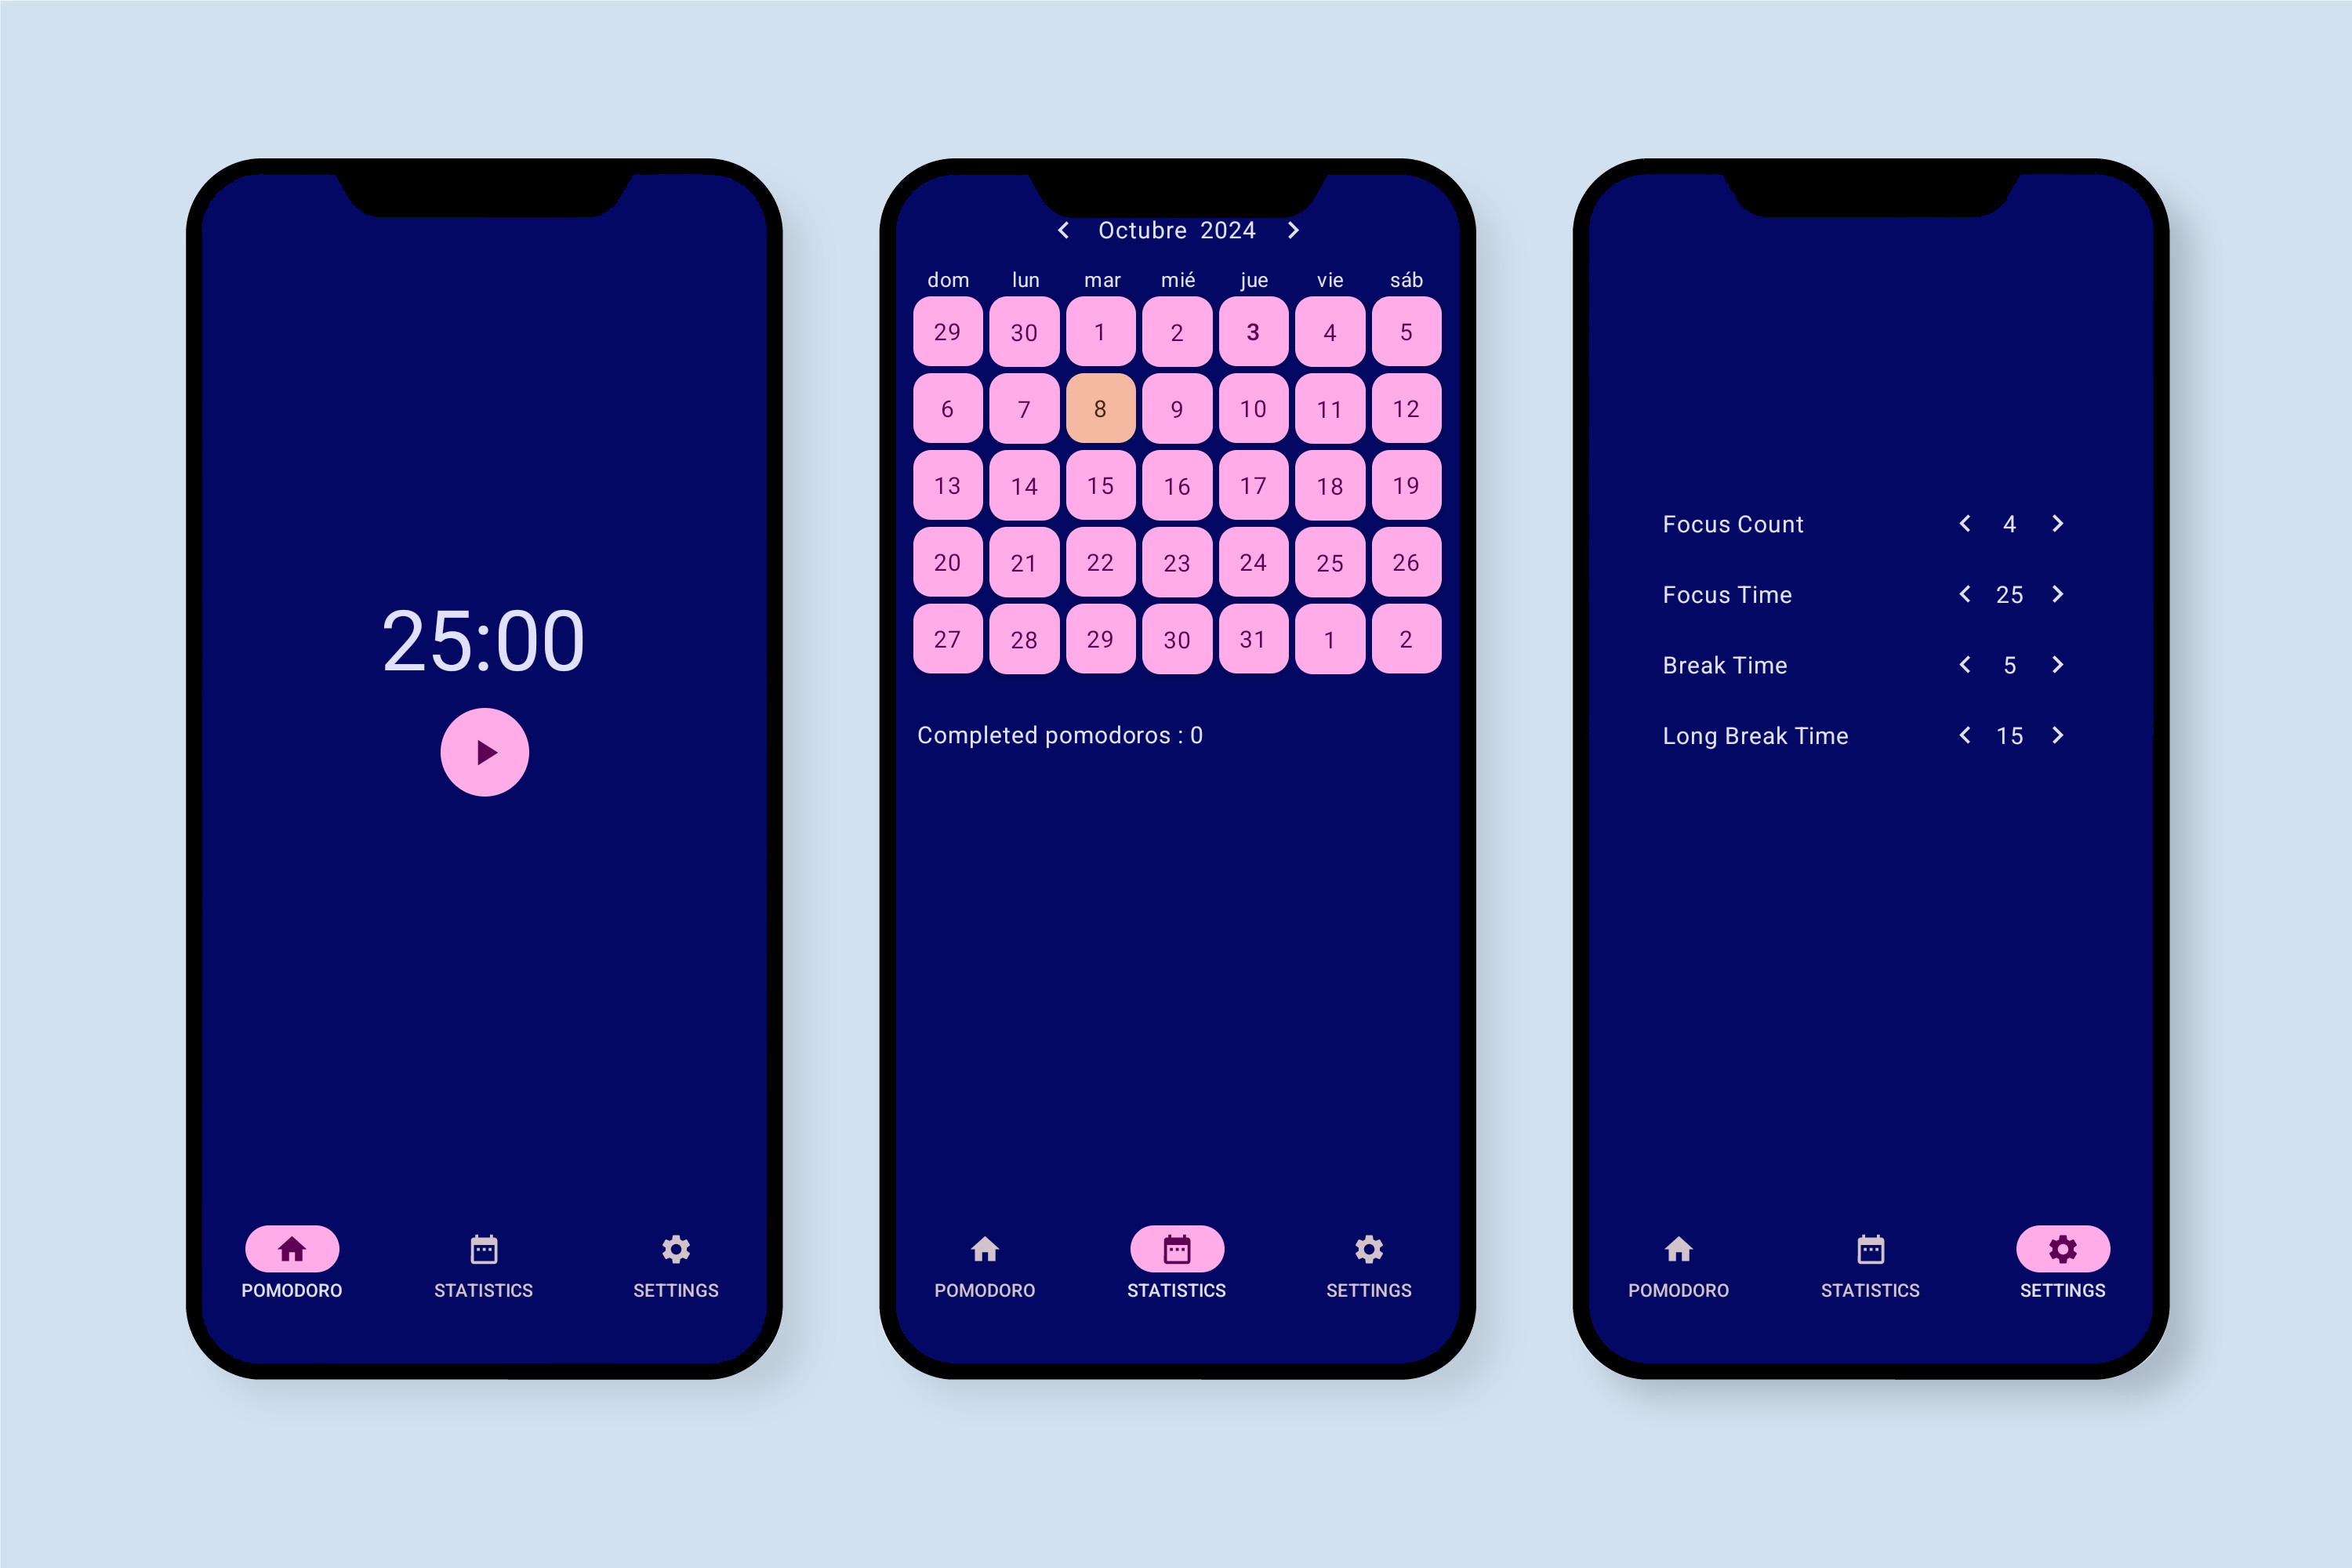 25:00
POMODORO STATISTICS SETTINGS
Octubre 2024
dom lun mar mié jue vie sáb
29 30 1 2 3 4 5
6 7 8 9 10 11 12
13 14 15 16 17 18 19
20 21 22 23 24 25 26
27 28 29 30 31 1 2
Completed pomodoros : 0
POMODORO STATISTICS SETTINGS
Focus Count 4
Focus Time 25
Break Time 5
Long Break Time 15
POMODORO STATISTICS SETTINGS